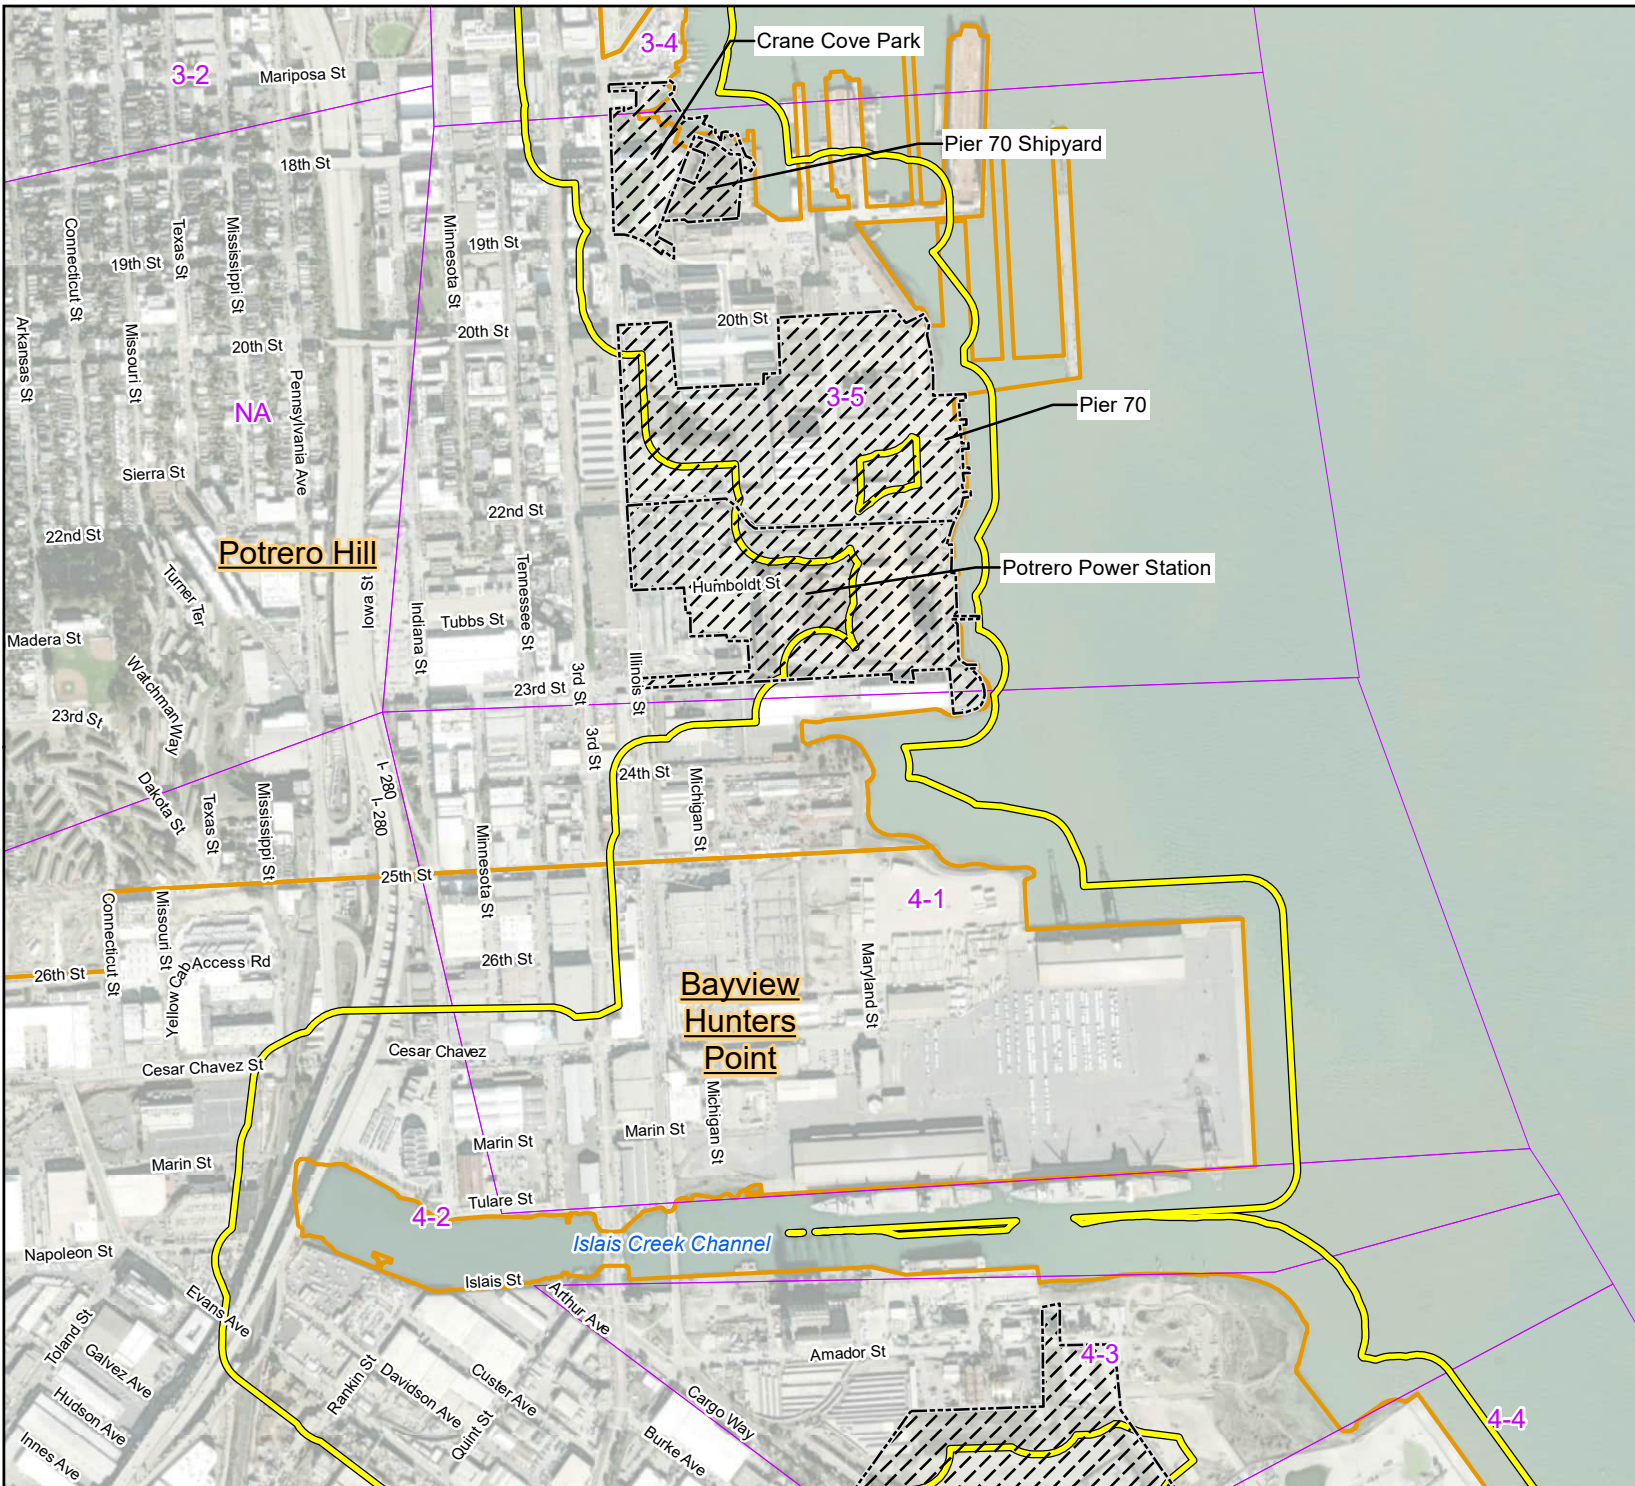 3-4
Crane Cove Park
3-2
Mariposa St
Pier 70 Shipyard
18th St
Connecticut St
Texas St
Mississippi St
Minnesota St
19th St
19th St
Arkansas St
Missouri St
20th St
20th St
20th St
Pennsylvania Ave
3-5
NA
Pier 70
Sierra St
22nd St
22nd St
Potrero Hill
Turner Ter
Iowa St
Tennessee St
Potrero Power Station
Humboldt St
Indiana St
Tubbs St
Madera St
Watchman Way
3rd St
Illinois St
23rd St
23rd St
3rd St
24th St
I- 280
I- 280
Dakota St
Texas St
Mississippi St
Michigan St
Minnesota St
25th St
4-1
Connecticut St
Missouri St
Yellow Cab
Access Rd
26th St
26th St
Maryland St
Bayview
Hunters
Point
Cesar Chavez
Cesar Chavez St
Michigan St
Marin St
Marin St
Marin St
Tulare St
4-2
Islais Creek Channel
Napoleon St
Islais St
Evans Ave
Arthur Ave
Toland St
Galvez Ave
Rankin St
Davidson Ave
Custer Ave
Quint St
Amador St
4-3
Hudson Ave
Innes Ave
Cargo Way
Burke Ave
4-4